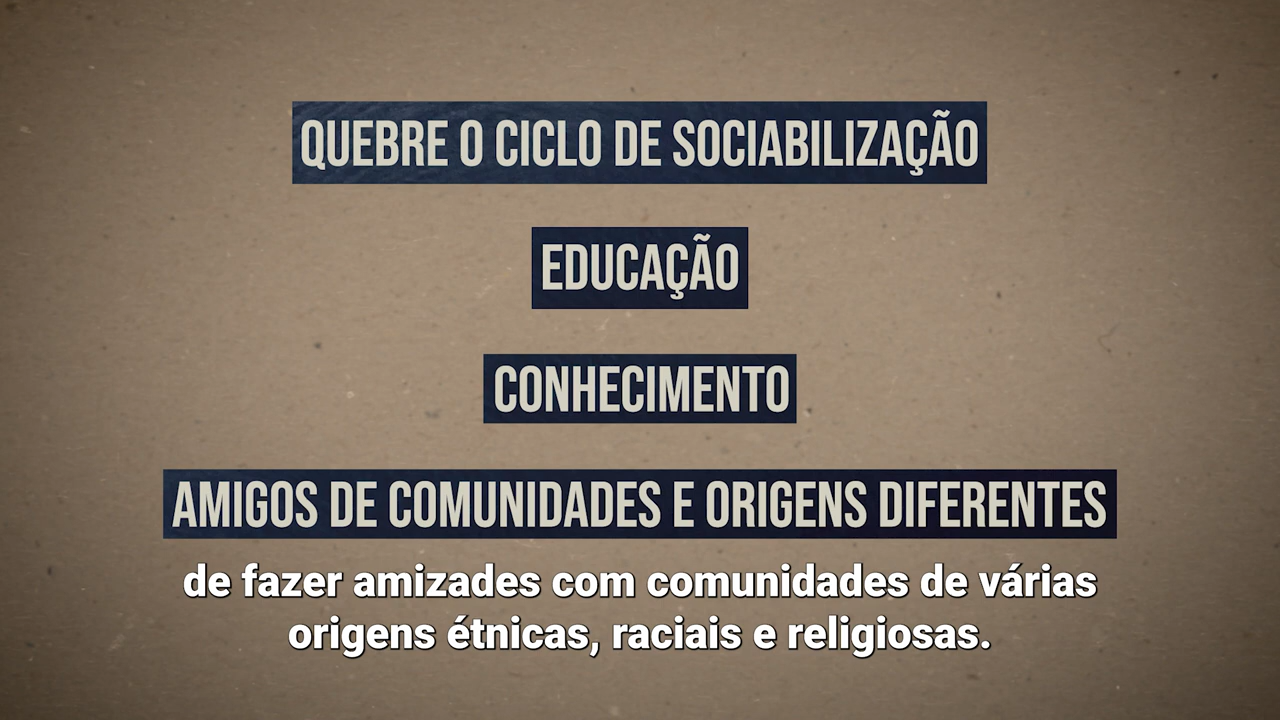 QUEBRE O CICLO DE SOCIABILIZAÇÃO
EDUCAÇÃO
CONHECIMENTO
AMIGOS DE COMUNIDADES E ORIGENS DIFERENTES
de fazer amizades com comunidades de várias
origens étnicas, raciais e religiosas.